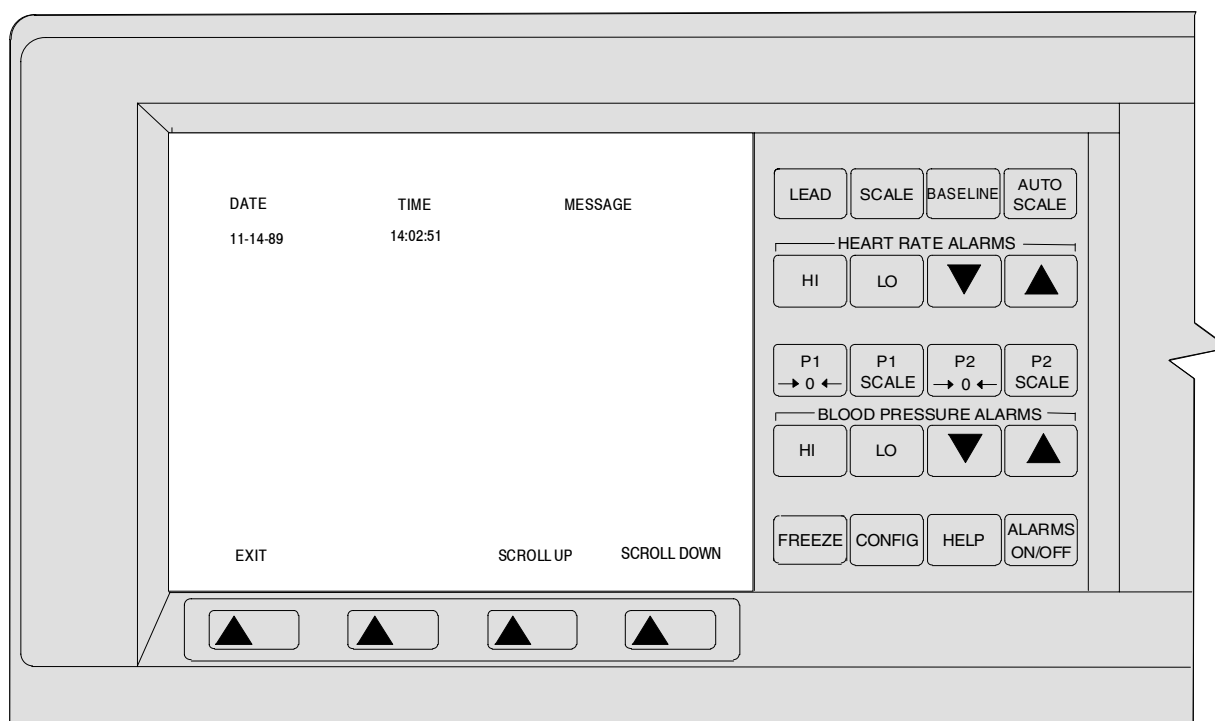 DATE TIME MESSAGE
11-14-89 14:02:51
EXIT SCROLL UP SCROLL DOWN
LEAD SCALE BASELINE AUTO SCALE
HEART RATE ALARMS
HI LO
P1 →0← P1 SCALE P2 →0← P2 SCALE
BLOOD PRESSURE ALARMS
HI LO
FREEZE CONFIG HELP ALARMS ON/OFF